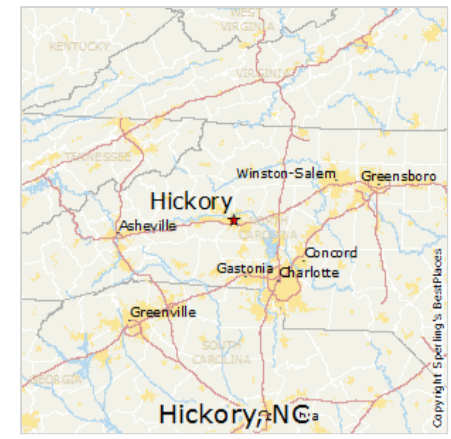 WEST
VIRGINIA
KENTUCKY
VIRGINIA
TENNESSEE
Winston-Salem
Greensboro
Hickory
Asheville
CAROLINA
Concord
Gastonia
Charlotte
Greenville
SOUTH
CAROLINA
GEORGIA
Hickory, NC
Copyright Sperling's BestPlaces